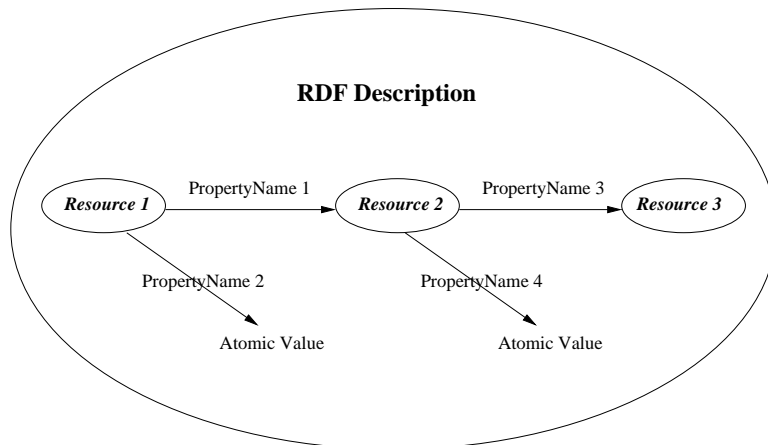 RDF Description
PropertyName 1
PropertyName 3
Resource 1
Resource 2
Resource 3
PropertyName 2
PropertyName 4
Atomic Value
Atomic Value